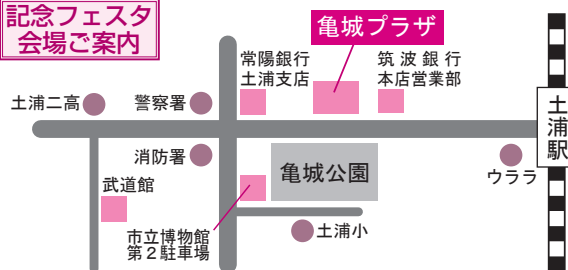 記念フェスタ
会場ご案内
亀城プラザ
常陽銀行
土浦支店
筑波銀行
本店営業部
土浦二高
警察署
土浦駅
消防署
亀城公園
ウララ
武道館
市立博物館
第2駐車場
土浦小